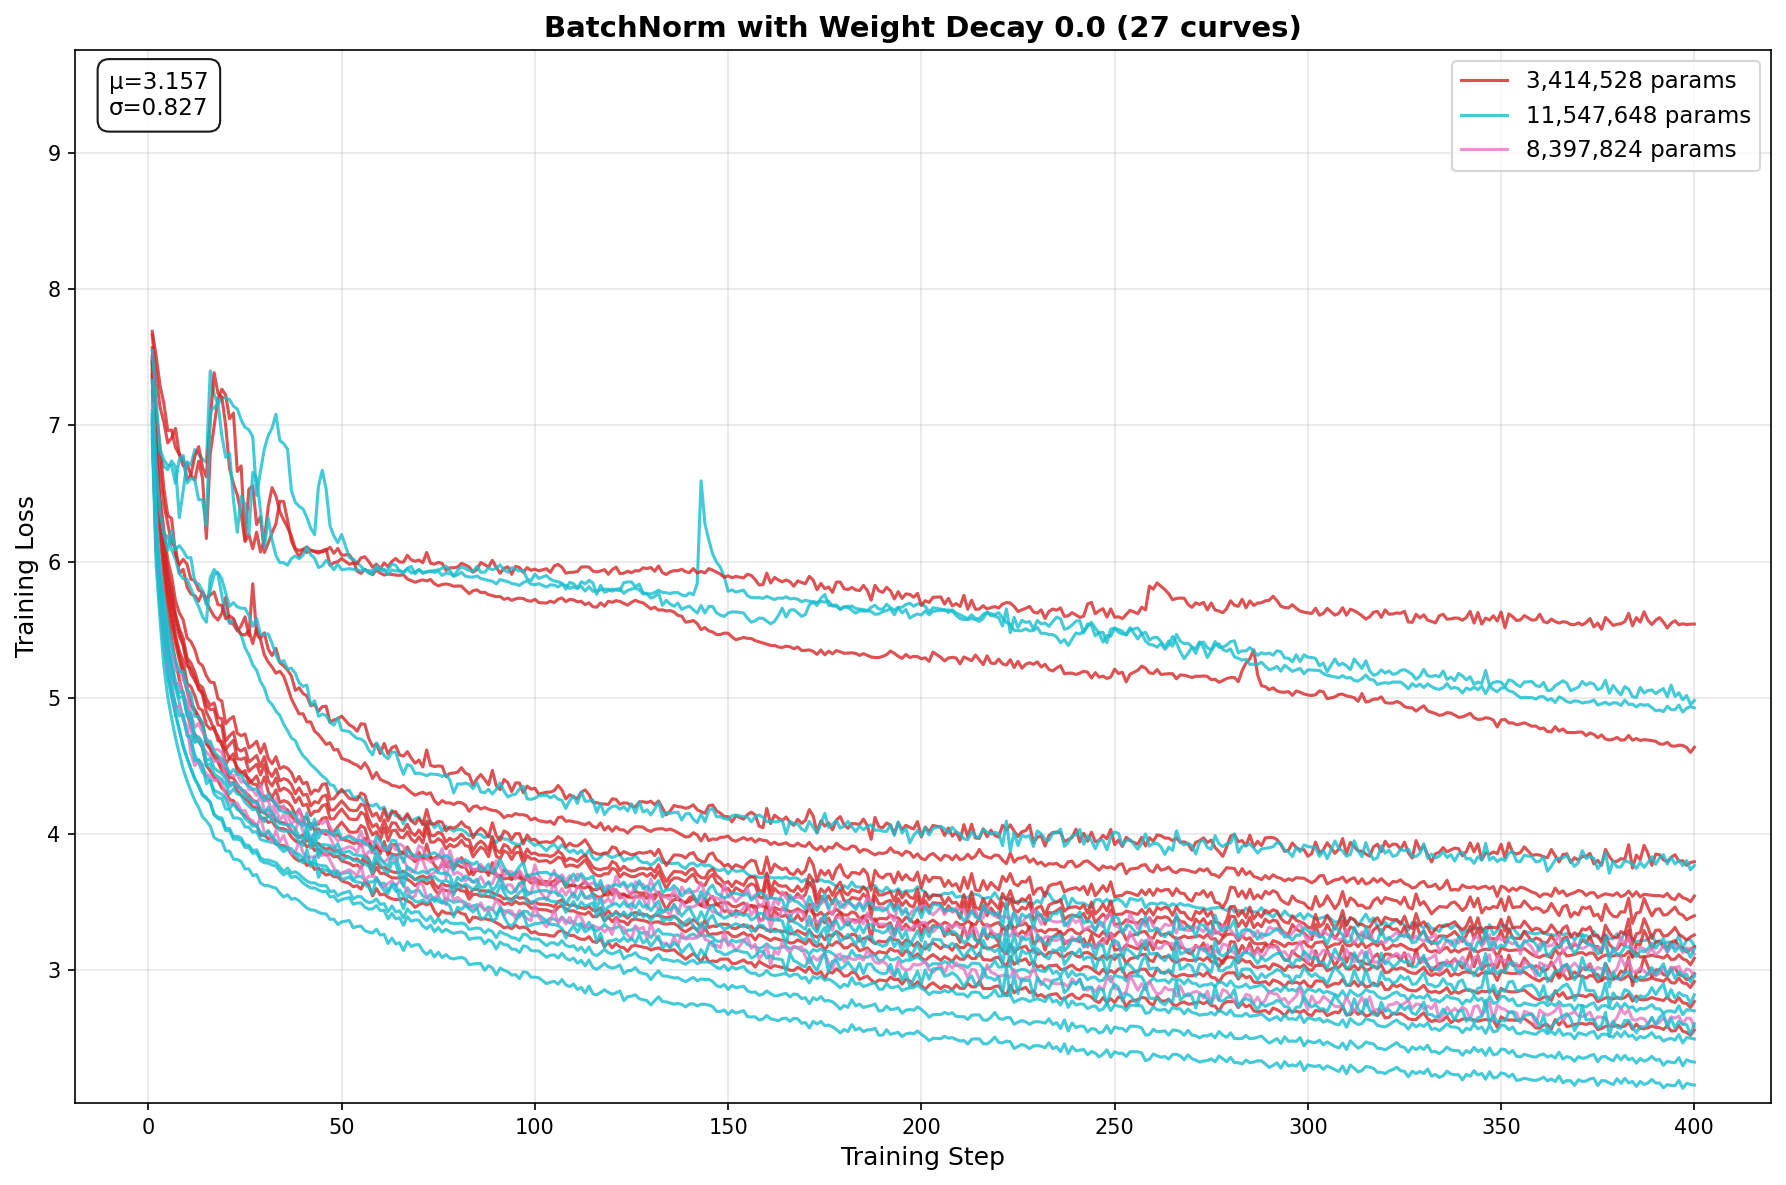 BatchNorm with Weight Decay 0.0 (27 curves)
μ=3.157
σ=0.827
3,414,528 params
11,547,648 params
8,397,824 params
Training Loss
9
8
7
6
5
4
3
0 50 100 150 200 250 300 350 400
Training Step